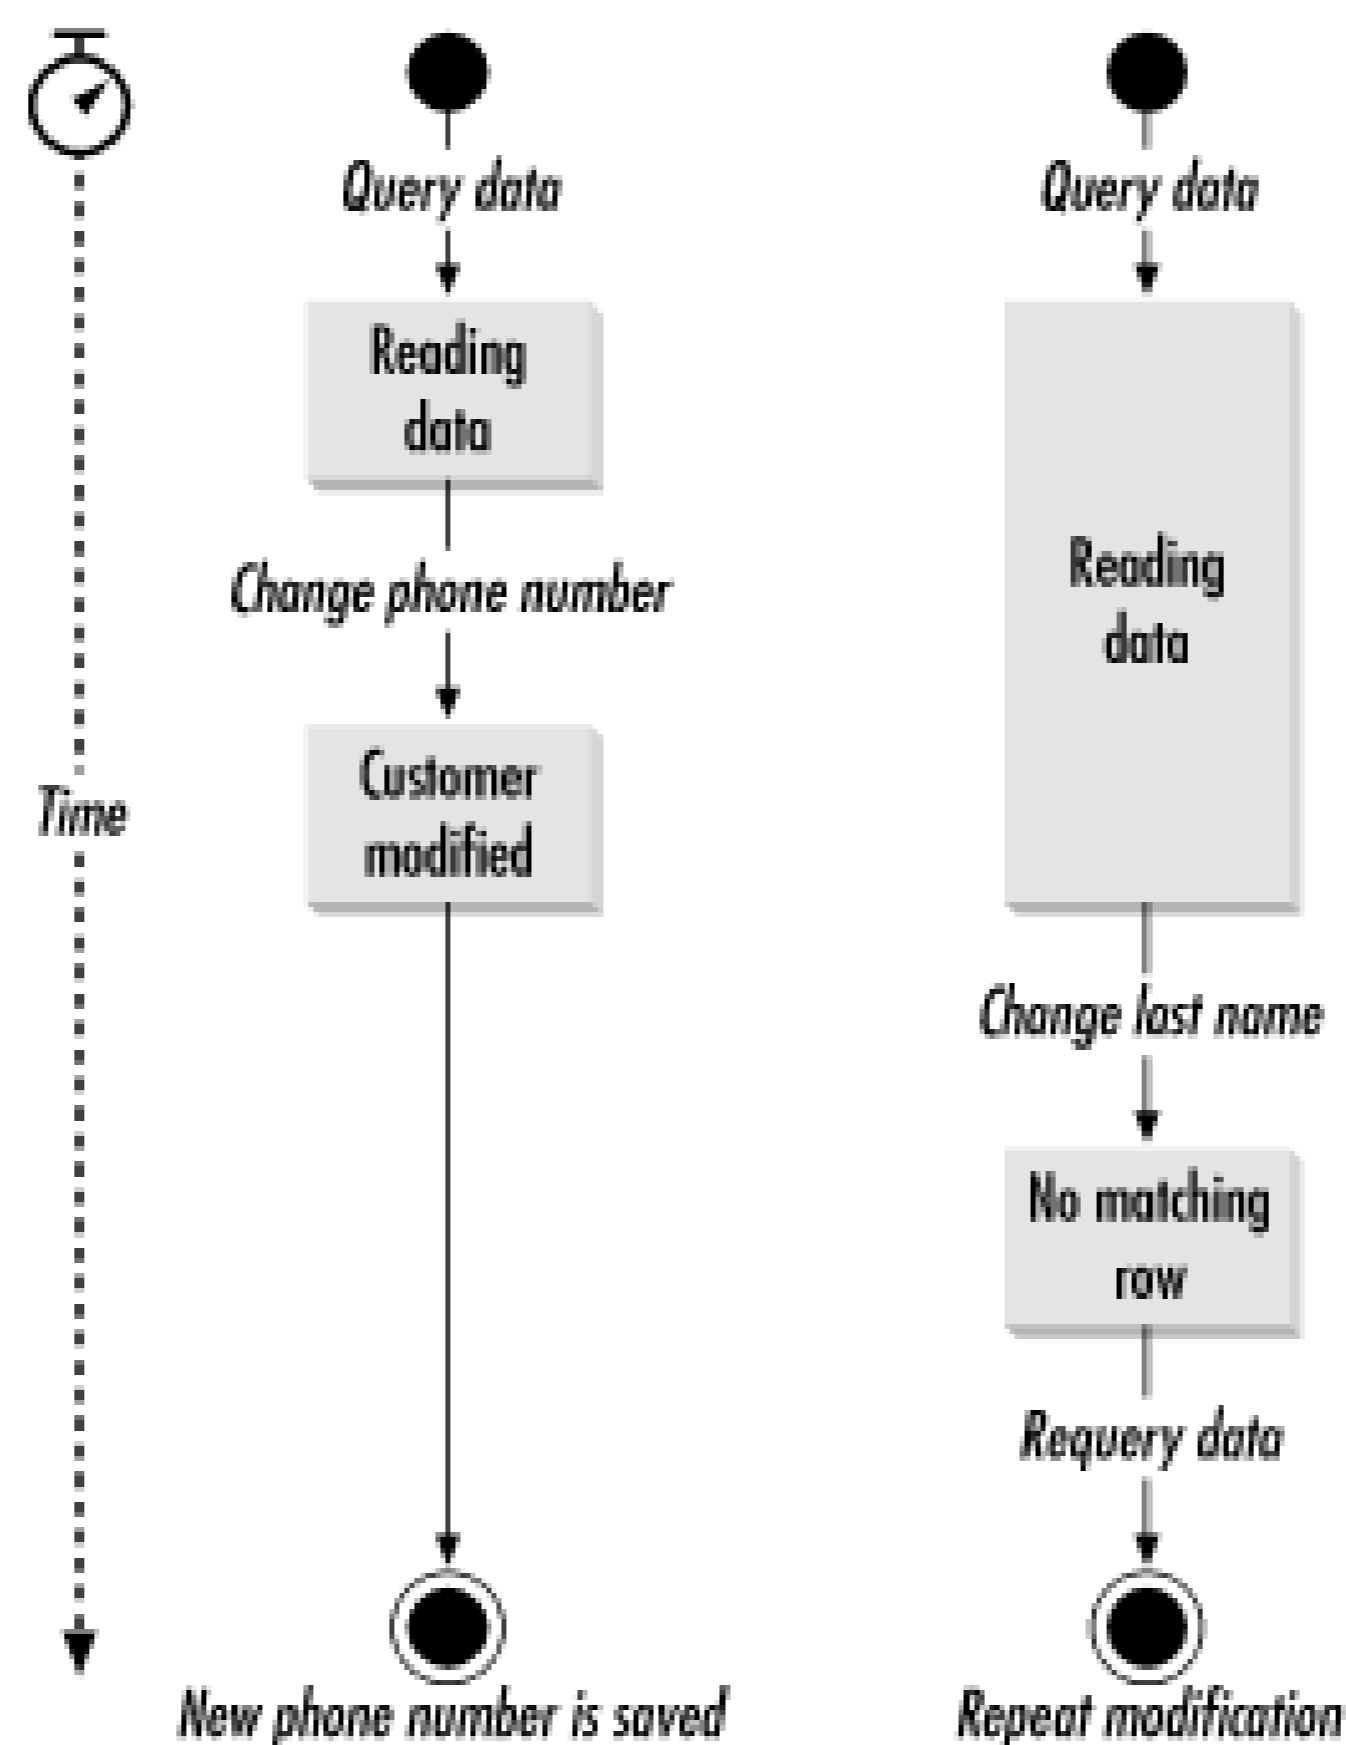 Query data
Reading
data
Change phone number
Customer
modified
New phone number is saved
Time
Query data
Reading
data
Change last name
No matching
row
Requery data
Repeat modification